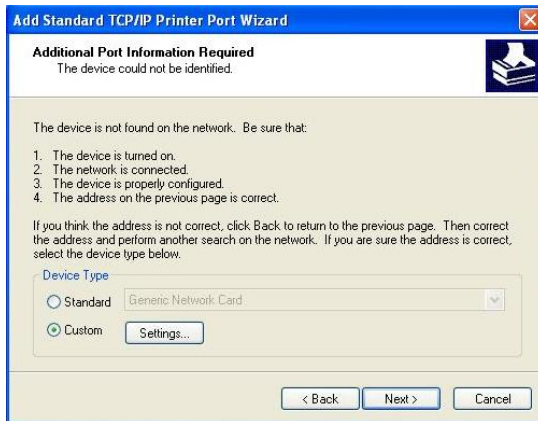 Add Standard TCP/IP Printer Port Wizard
Additional Port Information Required
The device could not be identified.
The device is not found on the network. Be sure that:
1. The device is turned on.
2. The network is connected.
3. The device is properly configured.
4. The address on the previous page is correct.
If you think the address is not correct, click Back to return to the previous page. Then correct
the address and perform another search on the network. If you are sure the address is correct,
select the device type below.
Device Type
Standard Generic Network Card
Custom Settings...
< Back Next > Cancel